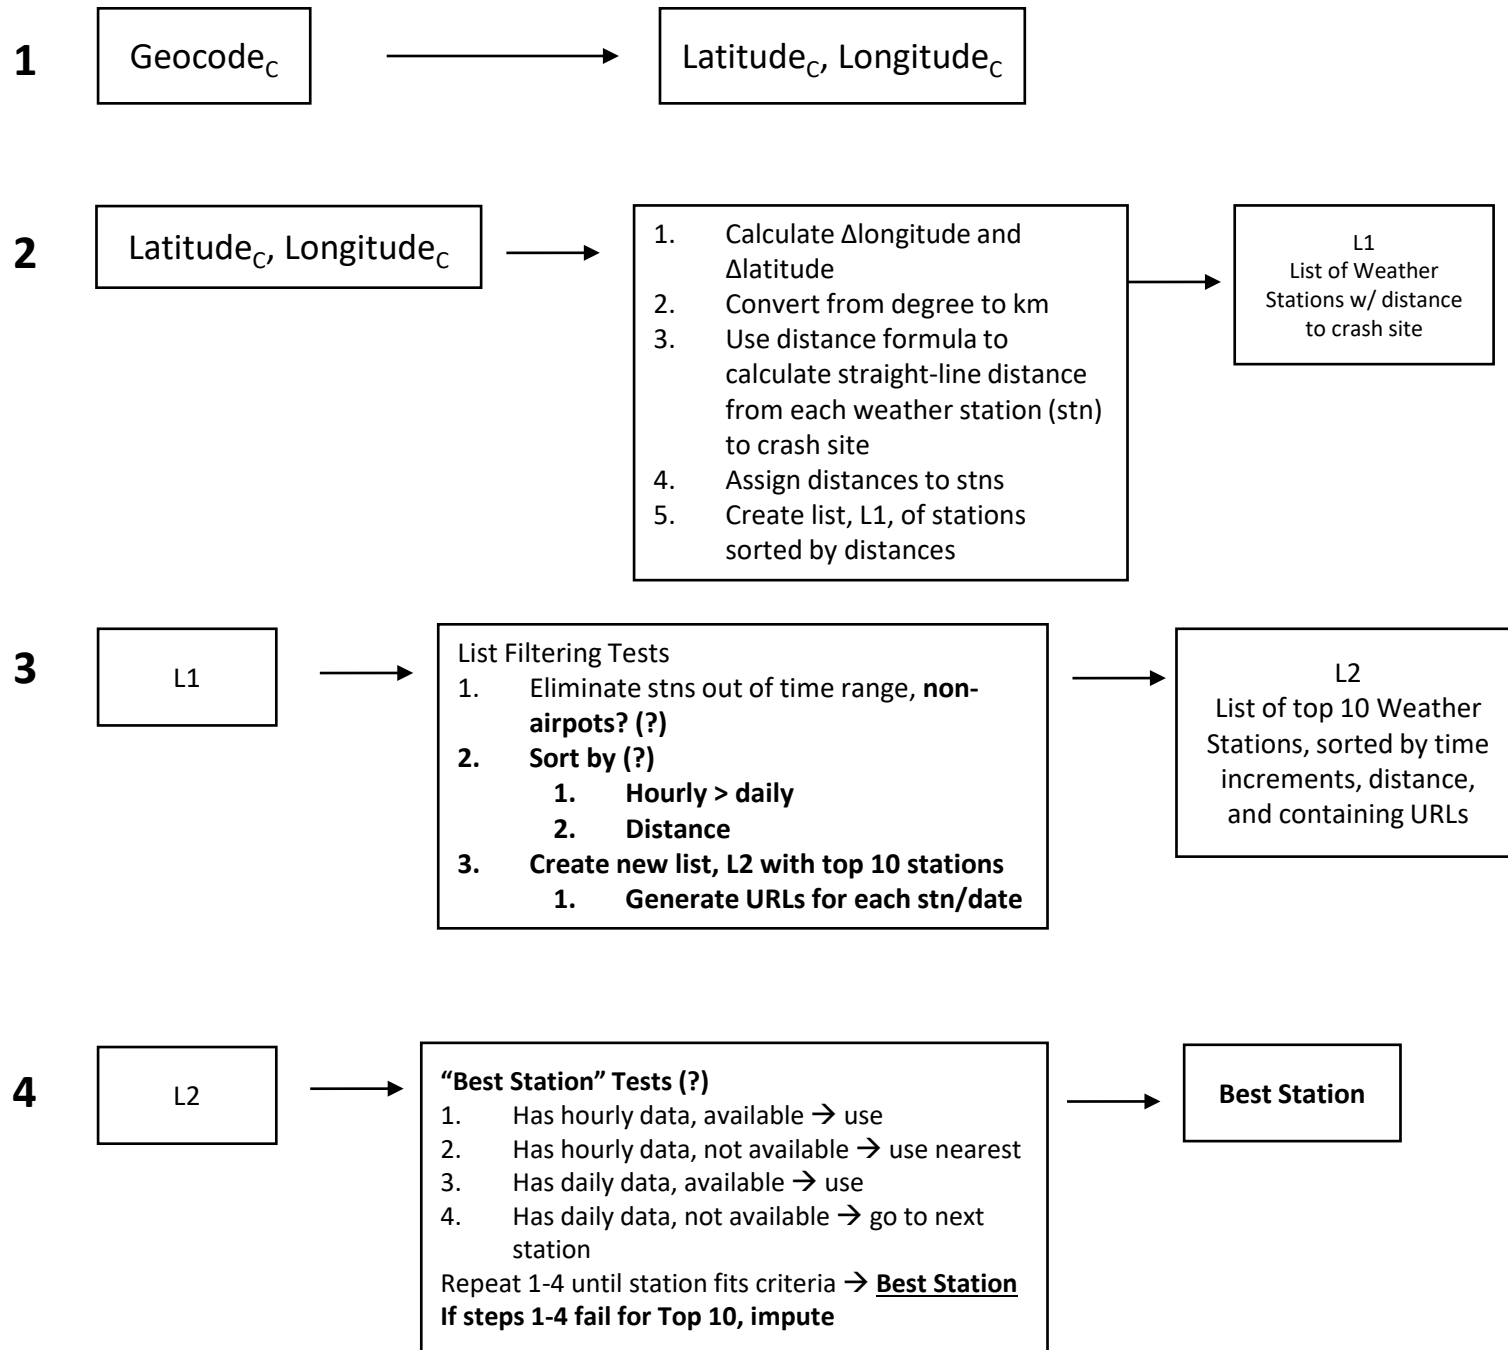 1
Geocode_C
Latitude_C, Longitude_C
2
Latitude_C, Longitude_C
1. Calculate Δlongitude and
Δlatitude
2. Convert from degree to km
3. Use distance formula to
calculate straight-line distance
from each weather station (stn)
to crash site
4. Assign distances to stns
5. Create list, L1, of stations
sorted by distances
L1
List of Weather
Stations w/ distance
to crash site
3
L1
List Filtering Tests
1. Eliminate stns out of time range, non-
airpots? (?)
2. Sort by (?)
1. Hourly > daily
2. Distance
3. Create new list, L2 with top 10 stations
1. Generate URLs for each stn/date
L2
List of top 10 Weather
Stations, sorted by time
increments, distance,
and containing URLs
4
L2
“Best Station” Tests (?)
1. Has hourly data, available → use
2. Has hourly data, not available → use nearest
3. Has daily data, available → use
4. Has daily data, not available → go to next
station
Repeat 1-4 until station fits criteria → Best Station
If steps 1-4 fail for Top 10, impute
Best Station